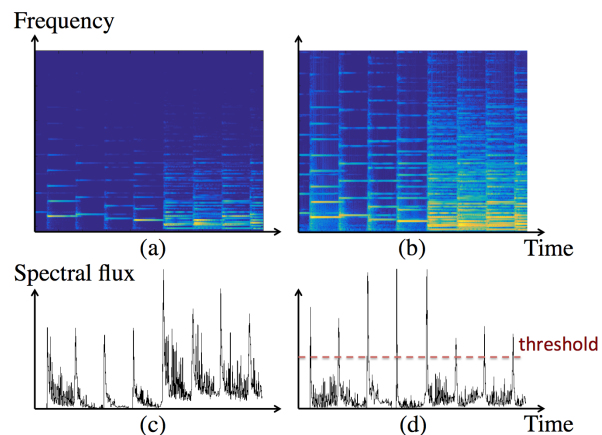 Frequency
(a)
(b)
Time
Spectral flux
threshold
(c)
(d)
Time